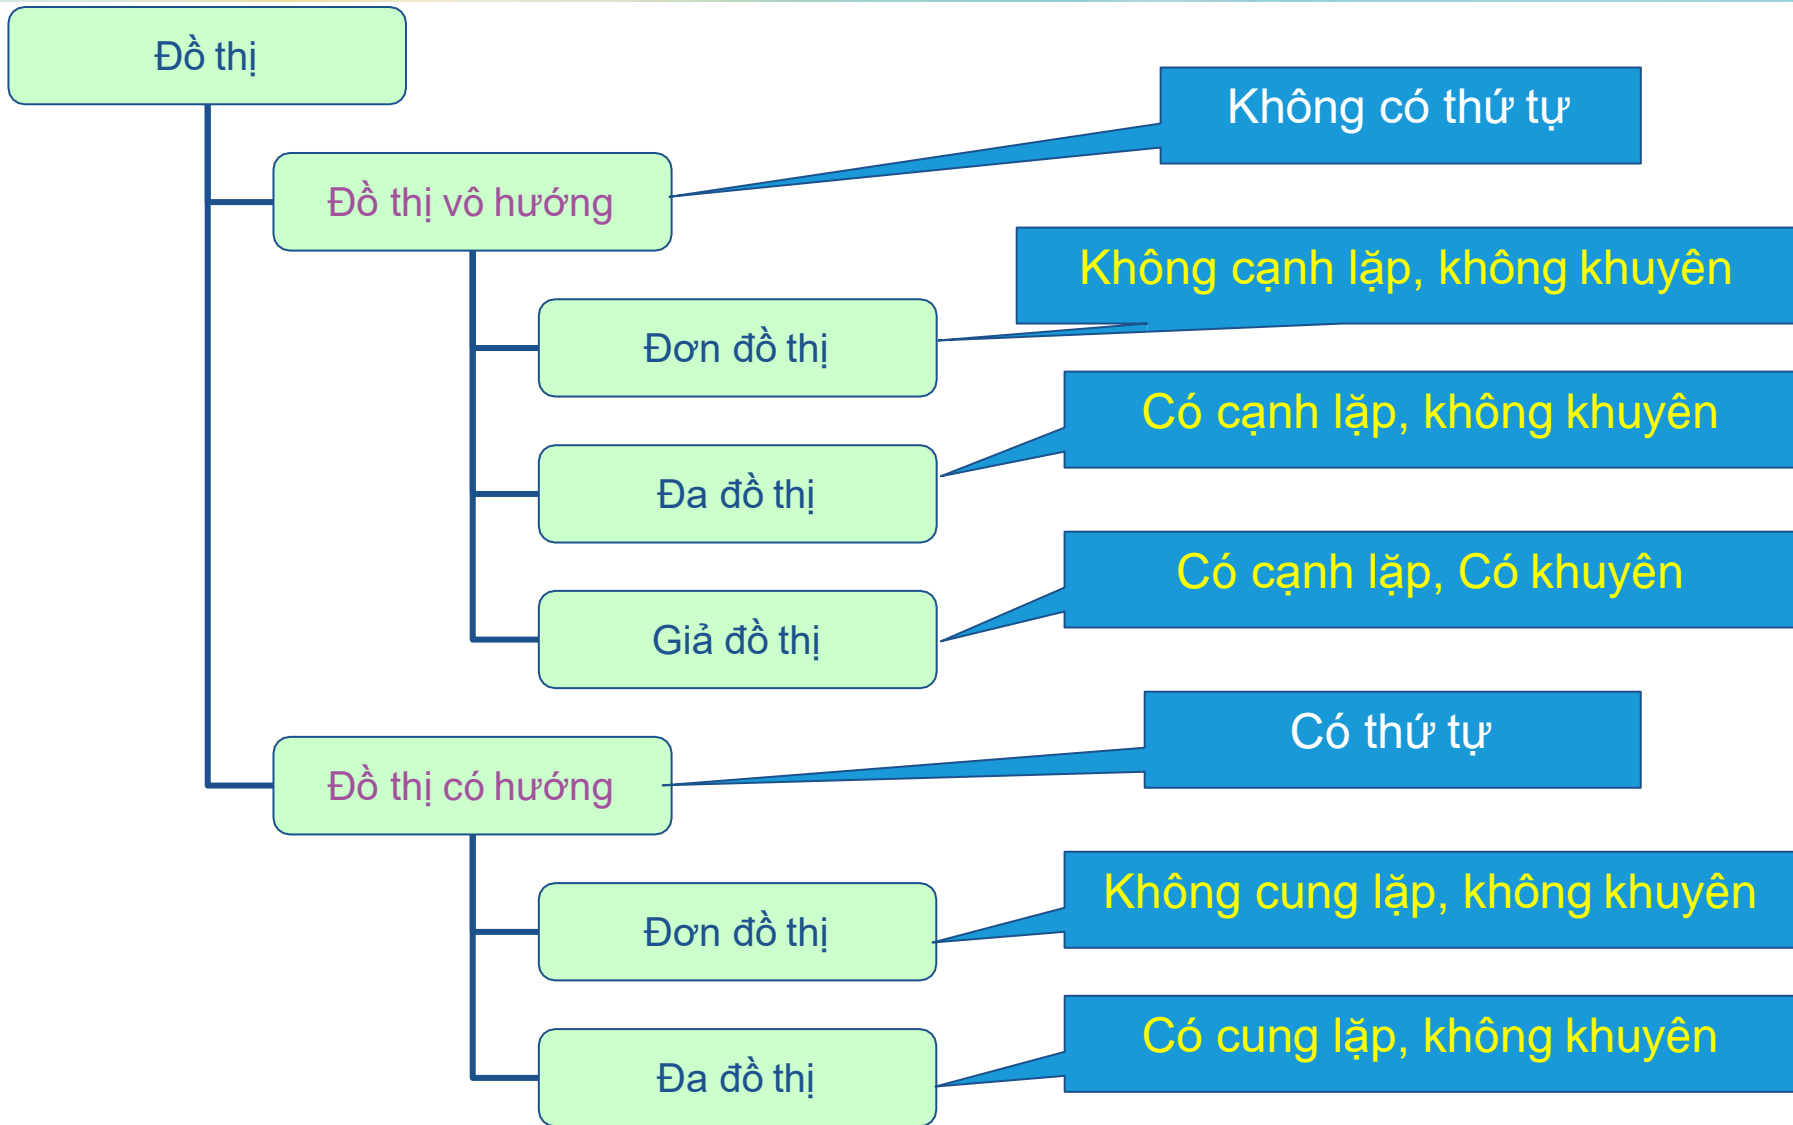 Đồ thị
Không có thứ tự
Đồ thị vô hướng
Không cạnh lặp, không khuyên
Đơn đồ thị
Có cạnh lặp, không khuyên
Đa đồ thị
Có cạnh lặp, Có khuyên
Giả đồ thị
Có thứ tự
Đồ thị có hướng
Không cung lặp, không khuyên
Đơn đồ thị
Có cung lặp, không khuyên
Đa đồ thị